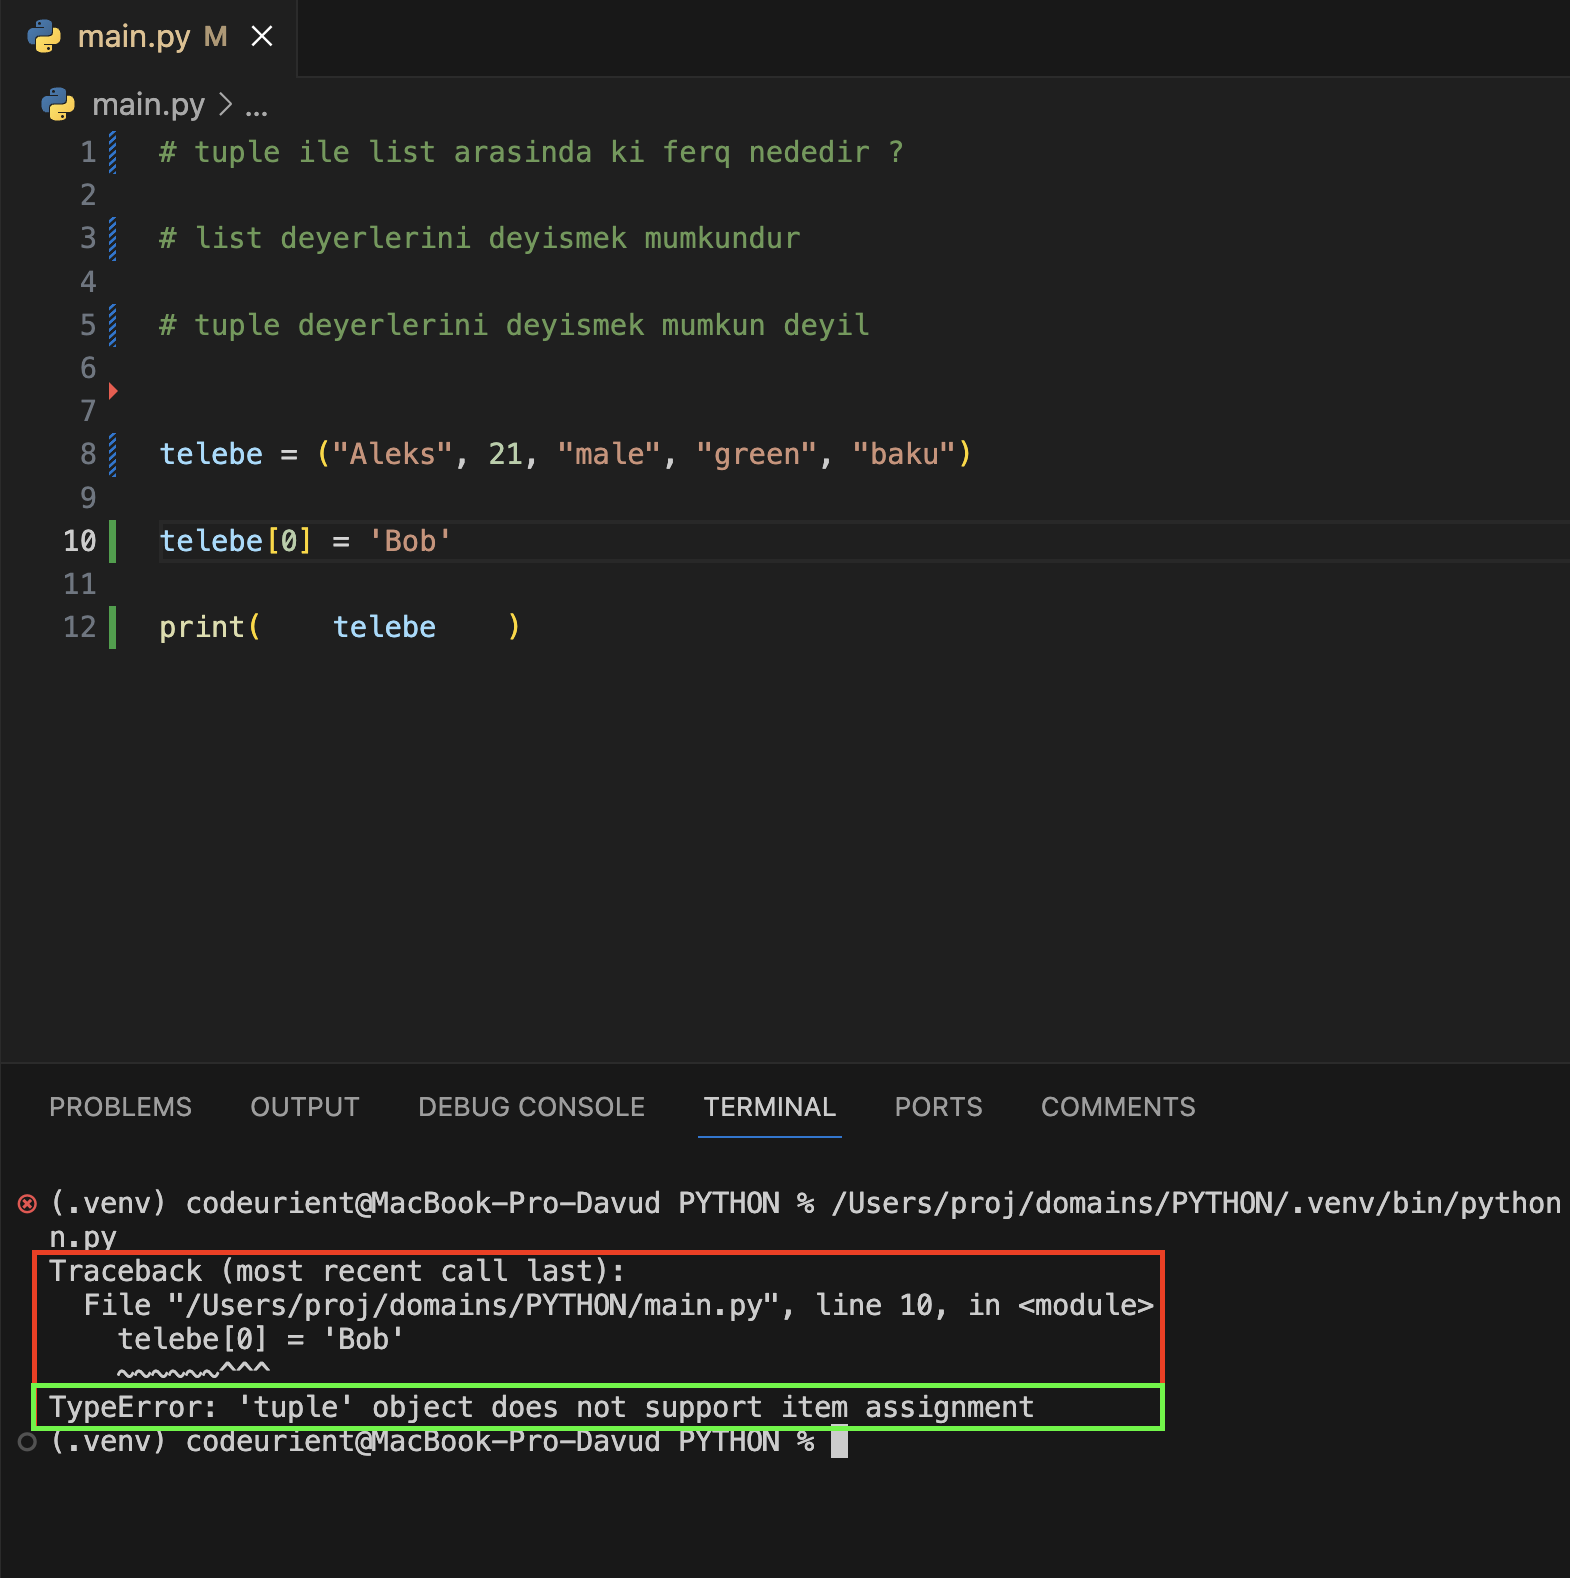 main.py M
main.py > ...
1 # tuple ile list arasinda ki ferq nededir ?
2
3 # list deyerlerini deyismek mumkundur
4
5 # tuple deyerlerini deyismek mumkun deyil
6
7
8 telebe = ("Aleks", 21, "male", "green", "baku")
9
10 telebe[0] = 'Bob'
11
12 print(    telebe    )
PROBLEMS OUTPUT DEBUG CONSOLE TERMINAL PORTS COMMENTS
(.venv) codeurient@MacBook-Pro-Davud PYTHON % /Users/proj/domains/PYTHON/.venv/bin/python
n.py
Traceback (most recent call last):
  File "/Users/proj/domains/PYTHON/main.py", line 10, in <module>
    telebe[0] = 'Bob'
    ~~~~~~^^^
TypeError: 'tuple' object does not support item assignment
(.venv) codeurient@MacBook-Pro-Davud PYTHON %